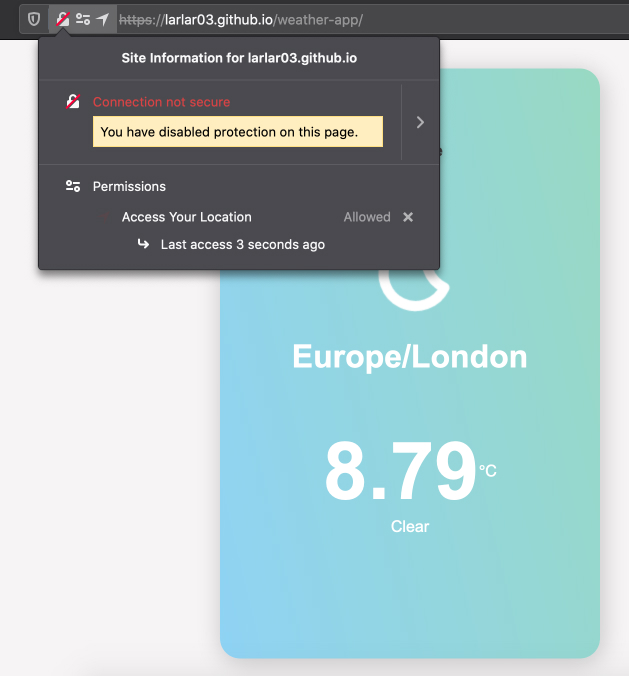 https://larlar03.github.io/weather-app/
Site Information for larlar03.github.io
Connection not secure
You have disabled protection on this page.
Permissions
Access Your Location Allowed
Last access 3 seconds ago
Europe/London
8.79°C
Clear